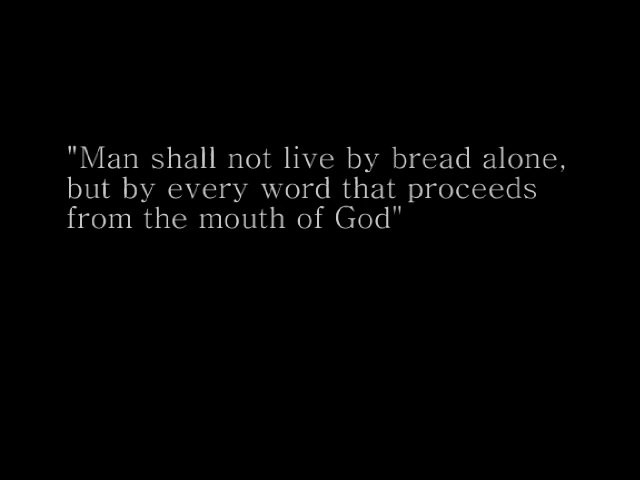 "Man shall not live by bread alone,
but by every word that proceeds
from the mouth of God"